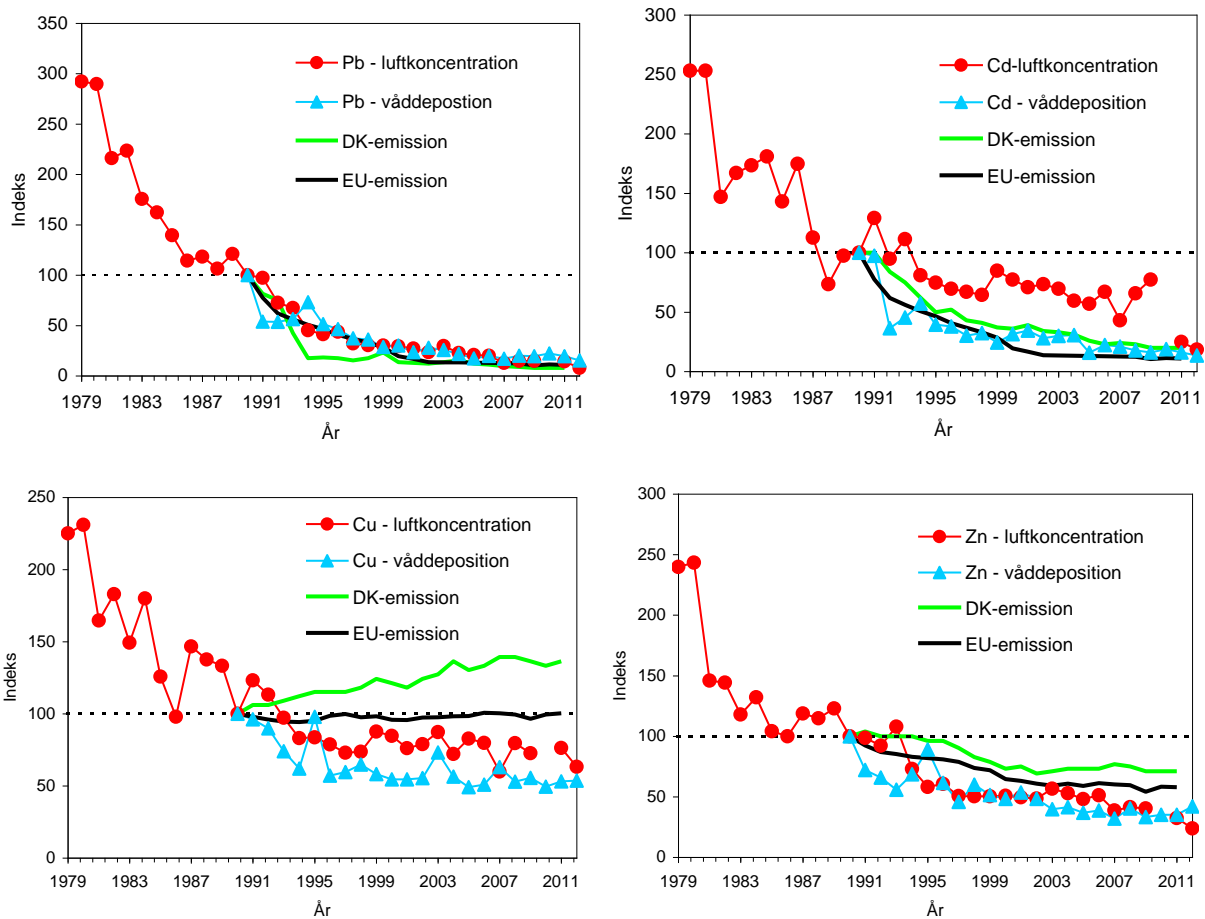 350
300
250
200
150
100
50
0
Indeks
Pb - luftkoncentration
Pb - våddepostion
DK-emission
EU-emission
1979 1983 1987 1991 1995 1999 2003 2007 2011
År
300
250
200
150
100
50
0
Indeks
Cd-luftkoncentration
Cd - våddeposition
DK-emission
EU-emission
1979 1983 1987 1991 1995 1999 2003 2007 2011
År
250
200
150
100
50
0
Indeks
Cu - luftkoncentration
Cu - våddeposition
DK-emission
EU-emission
1979 1983 1987 1991 1995 1999 2003 2007 2011
År
300
250
200
150
100
50
0
Indeks
Zn - luftkoncentration
Zn - våddeposition
DK-emission
EU-emission
1979 1983 1987 1991 1995 1999 2003 2007 2011
År